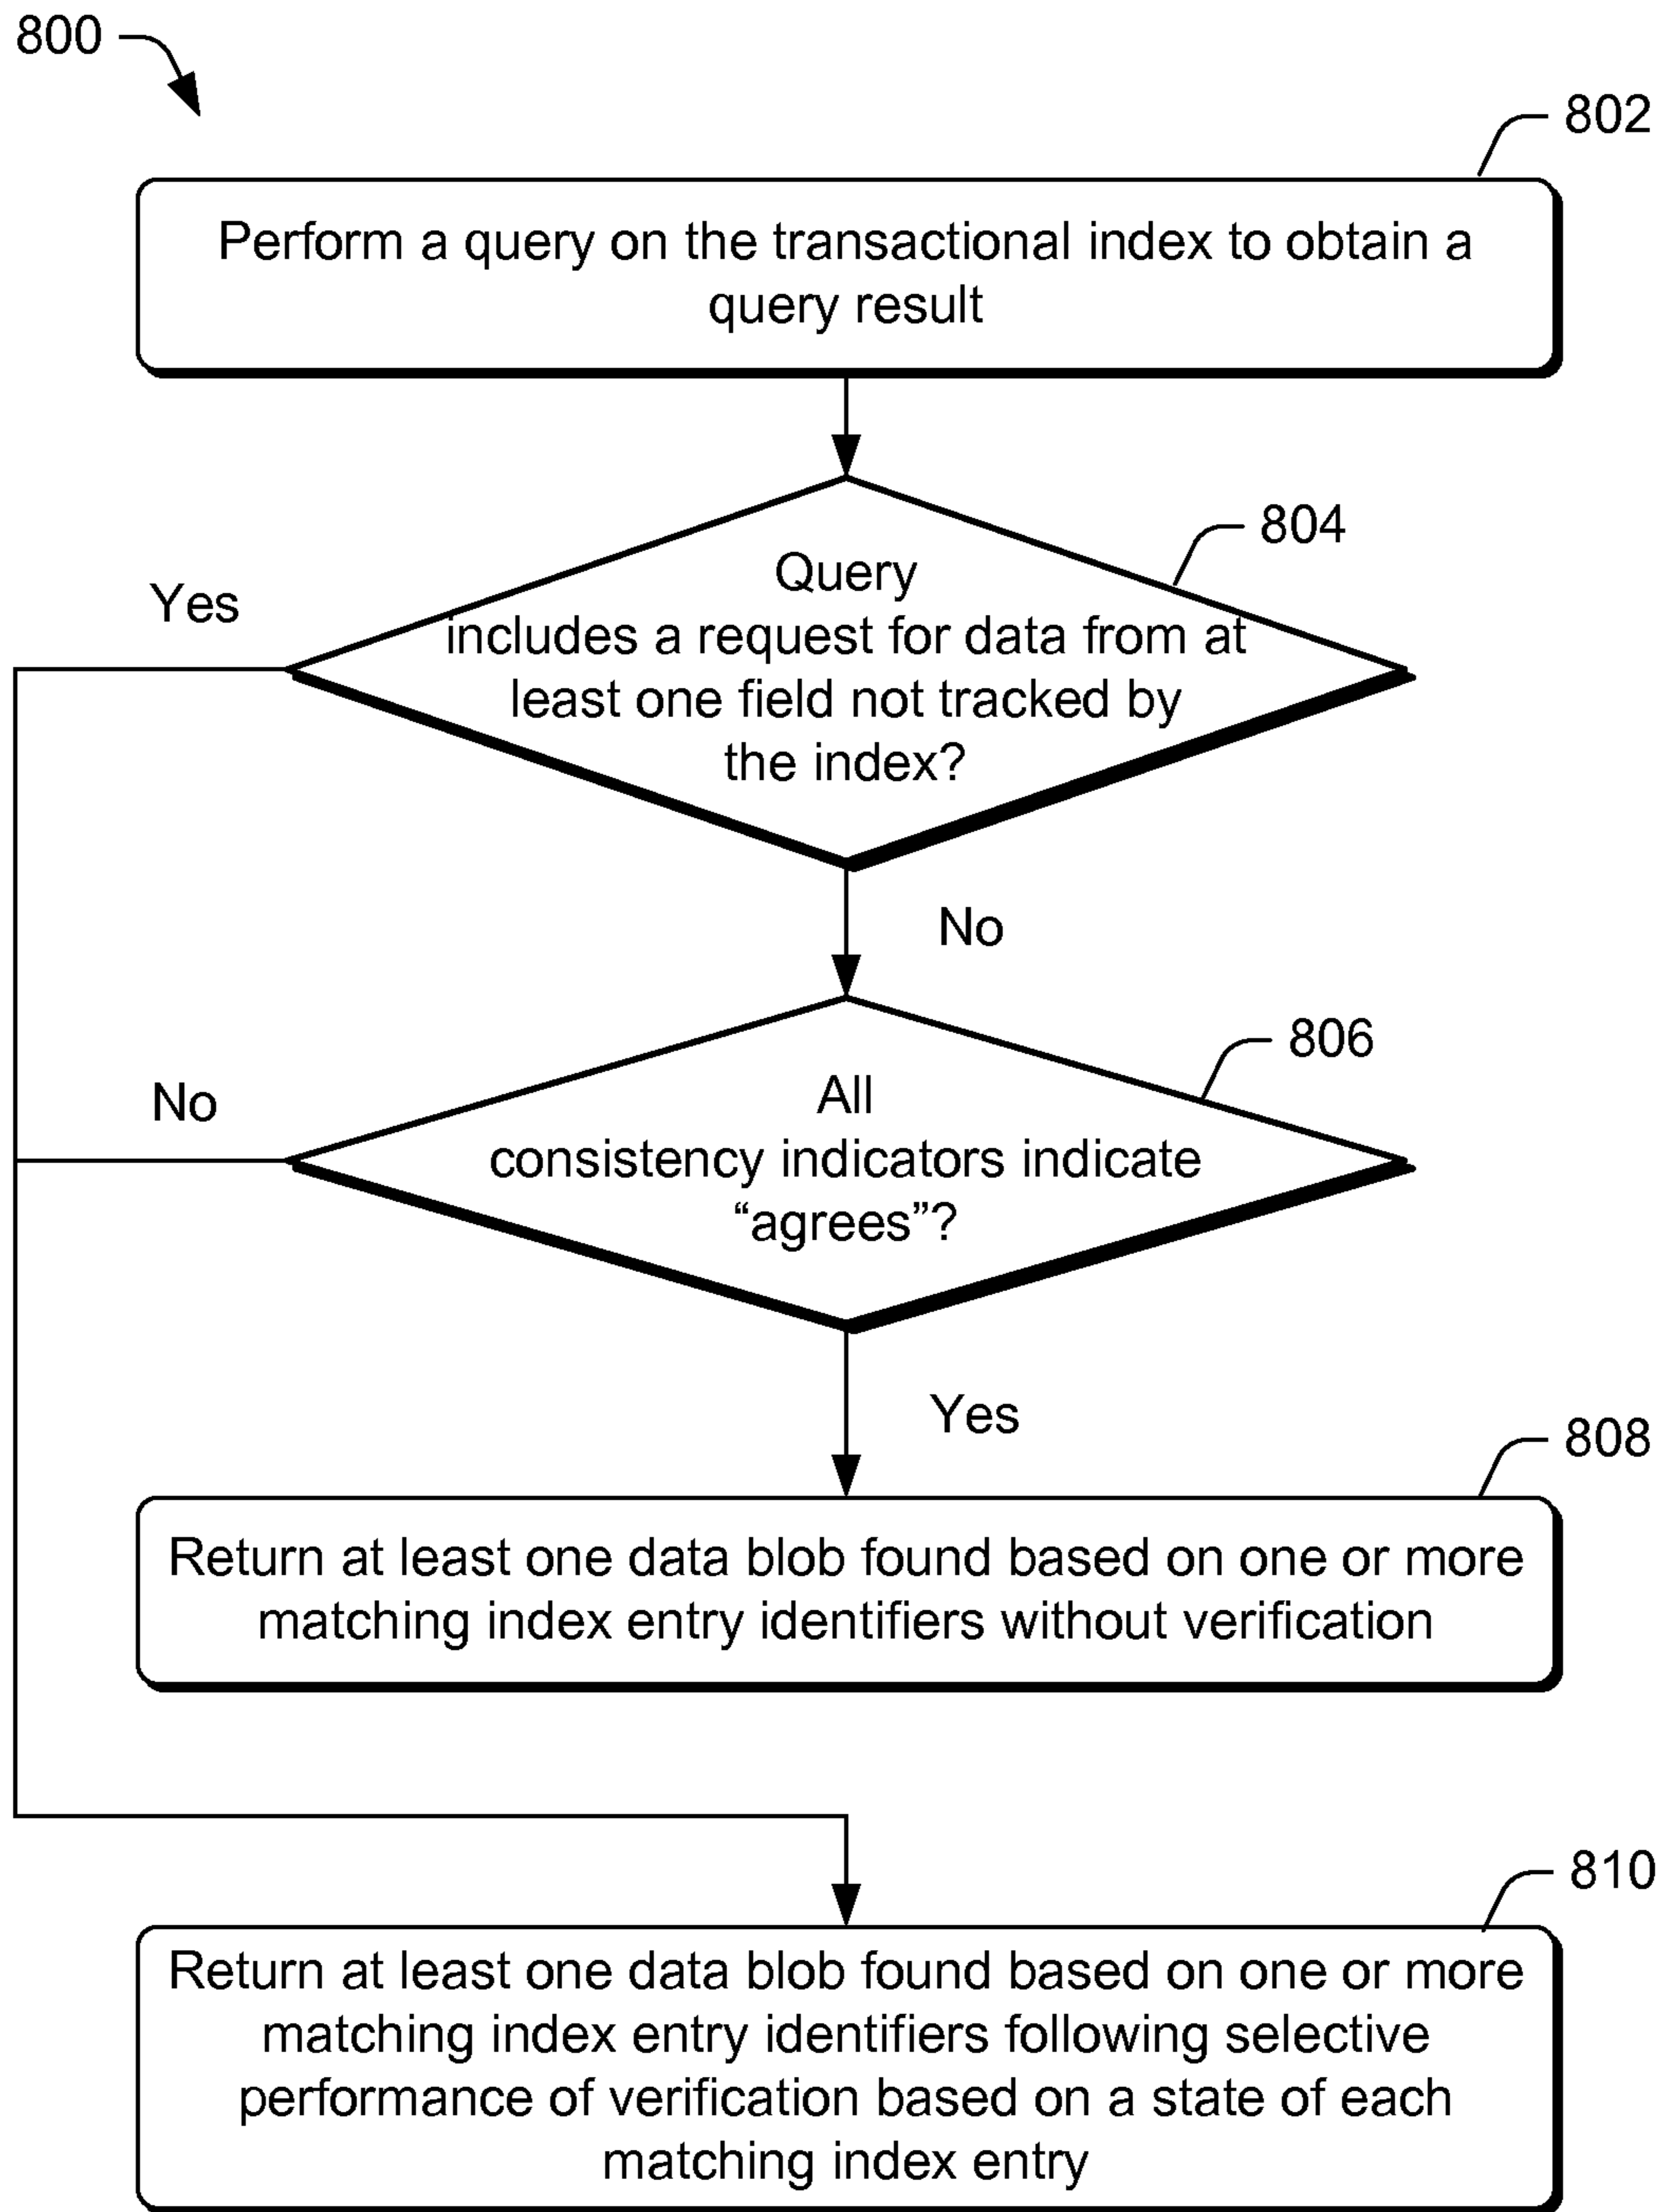 800
802
Perform a query on the transactional index to obtain a
query result
804
Query
Yes
includes a request for data from at
least one field not tracked by
the index?
No
806
All
No
consistency indicators indicate
“agrees”?
Yes
808
Return at least one data blob found based on one or more
matching index entry identifiers without verification
810
Return at least one data blob found based on one or more
matching index entry identifiers following selective
performance of verification based on a state of each
matching index entry